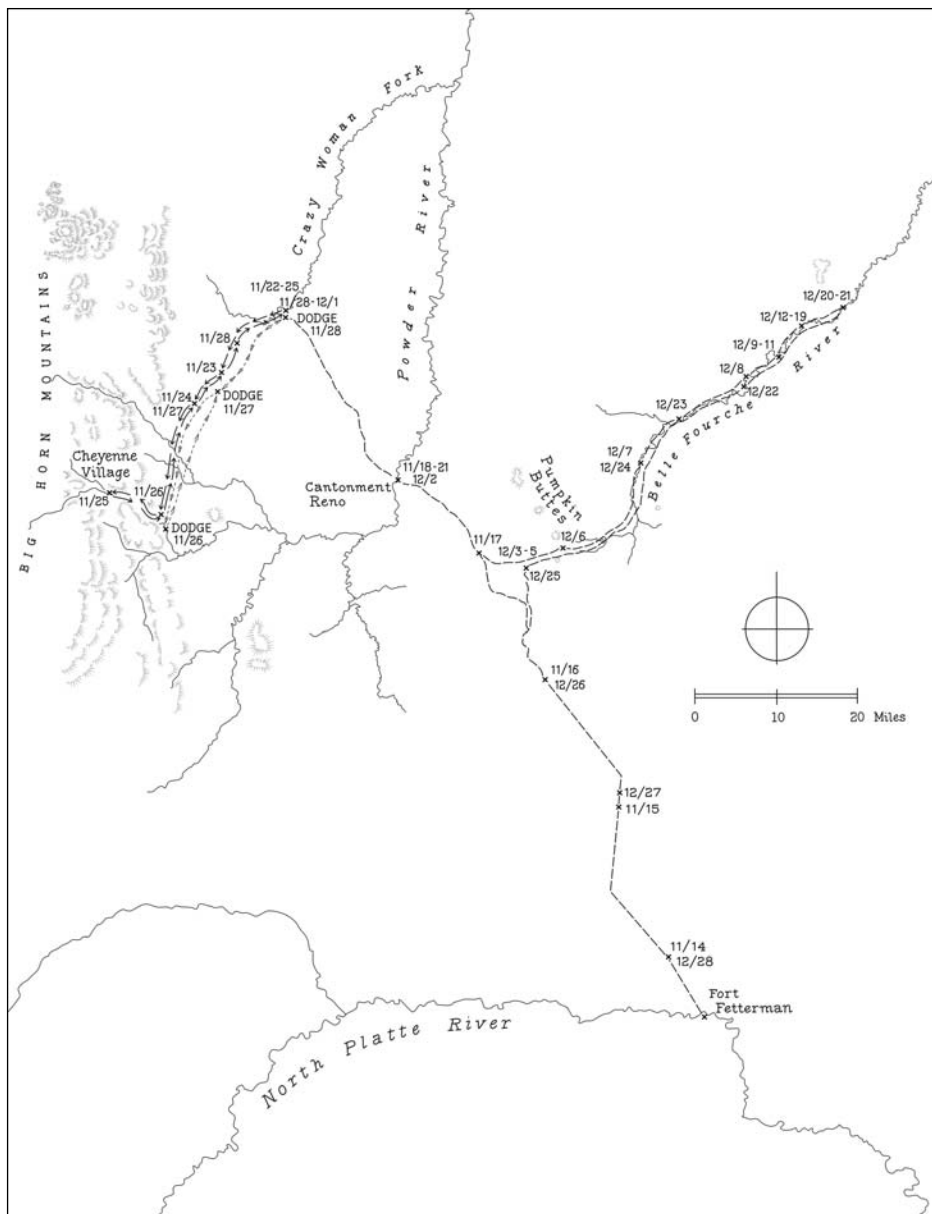 Crazy Woman Fork
Powder River
BIG HORN MOUNTAINS
11/22-25
11/28-12/1
DODGE
11/28
11/28
11/23
11/24
11/27
DODGE
11/27
Cheyenne
Village
11/25
11/26
DODGE
11/26
11/18-21
12/2
Cantonment
Reno
11/17
12/3-5
12/25
12/6
Pumpkin
Buttes
12/20-21
12/12-19
12/9-11
12/8
12/22
12/23
12/7
12/24
Belle Fourche River
11/16
12/26
0 10 20 Miles
12/27
11/15
11/14
12/28
Fort
Fetterman
North Platte River